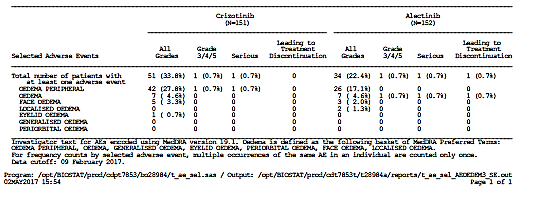 Crizotinib Alectinib
(N=151) (N=152)
Leading to Leading to
All Grade Treatment All Grade Treatment
Selected Adverse Events Grades 3/4/5 Serious Discontinuation Grades 3/4/5 Serious Discontinuation
Total number of patients with 51 (33.8%) 1 (0.7%) 1 (0.7%) 0 34 (22.4%) 1 (0.7%) 1 (0.7%) 1 (0.7%)
at least one adverse event
OEDEMA PERIPHERAL 42 (27.8%) 1 (0.7%) 1 (0.7%) 0 26 (17.1%) 0 0 0
OEDEMA 7 ( 4.6%) 0 0 0 7 ( 4.6%) 1 (0.7%) 1 (0.7%) 1 (0.7%)
FACE OEDEMA 5 ( 3.3%) 0 0 0 3 ( 2.0%) 0 0 0
LOCALISED OEDEMA 0 0 0 0 2 ( 1.3%) 0 0 0
EYELID OEDEMA 1 ( 0.7%) 0 0 0 0 0 0 0
GENERALISED OEDEMA 0 0 0 0 0 0 0 0
PERIORBITAL OEDEMA 0 0 0 0 0 0 0 0
Investigator text for AEs encoded using MedDRA version 19.1. Oedema is defined as the following basket of MedDRA Preferred Terms:
OEDEMA PERIPHERAL, OEDEMA, GENERALISED OEDEMA, EYELID OEDEMA, PERIORBITAL OEDEMA, FACE OEDEMA, LOCALISED OEDEMA.
For frequency counts by selected adverse event, multiple occurrences of the same AE in an individual are counted only once.
Data cutoff: 09 February 2017.
Program: /opt/BIOSTAT/prod/cdpt7853/bo28984/t_ae_sel.sas / Output: /opt/BIOSTAT/prod/cdt7853t/t28984a/reports/t_ae_sel_AEOEDEM3_SE.out
02MAY2017 15:54 Page 1 of 1